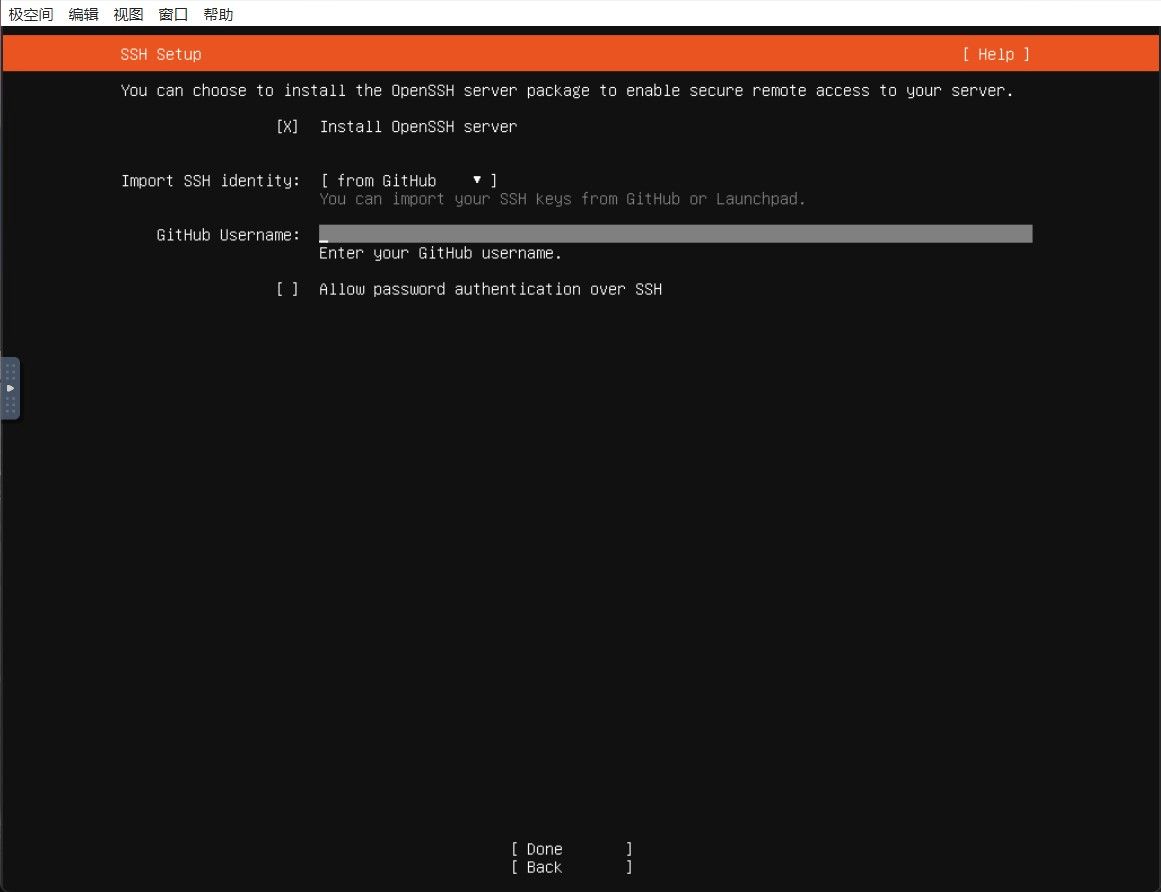 极空间 编辑 视图 窗口 帮助
SSH Setup [ Help ]
You can choose to install the OpenSSH server package to enable secure remote access to your server.
[X] Install OpenSSH server
Import SSH identity: [ from GitHub ▼ ]
You can import your SSH keys from GitHub or Launchpad.
GitHub Username:
Enter your GitHub username.
[ ] Allow password authentication over SSH
[ Done ]
[ Back ]